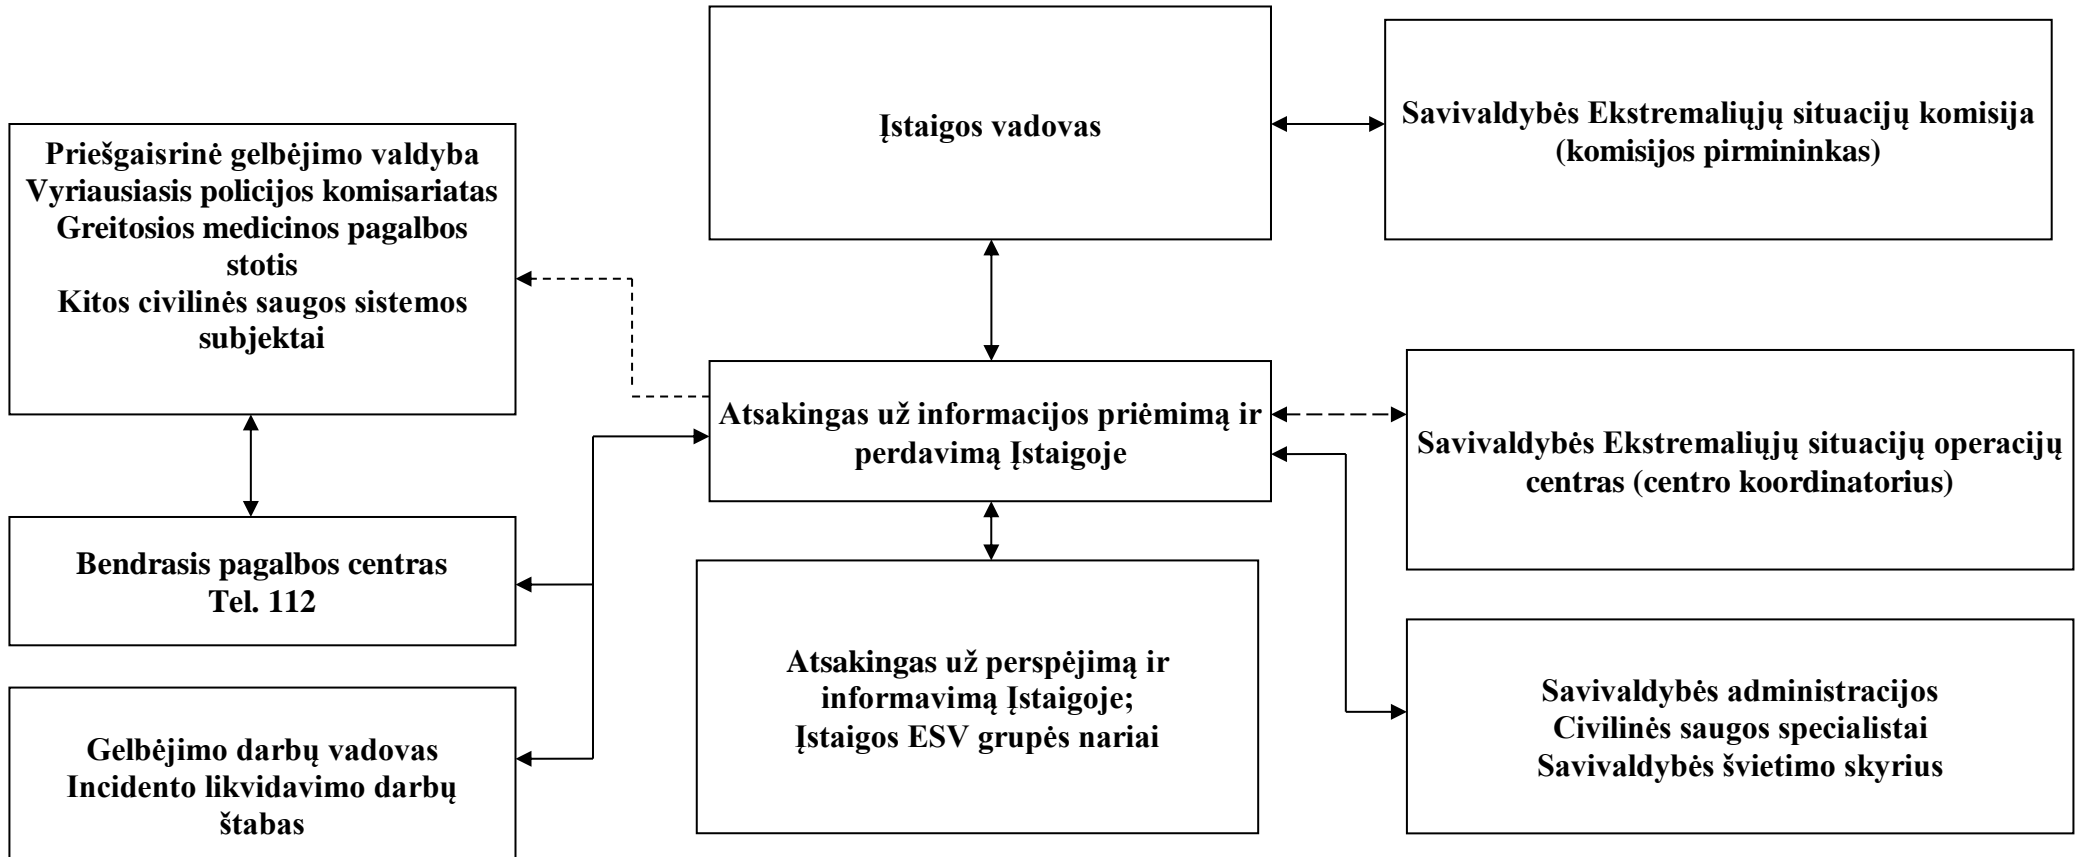 Įstaigos vadovas
Savivaldybės Ekstremaliųjų situacijų komisija
(komisijos pirmininkas)
Priešgaisrinė gelbėjimo valdyba
Vyriausiasis policijos komisariatas
Greitosios medicinos pagalbos
stotis
Kitos civilinės saugos sistemos
subjektai
Atsakingas už informacijos priėmimą ir
perdavimą Įstaigoje
Savivaldybės Ekstremaliųjų situacijų operacijų
centras (centro koordinatorius)
Bendrasis pagalbos centras
Tel. 112
Atsakingas už perspėjimą ir
informavimą Įstaigoje;
Įstaigos ESV grupės nariai
Savivaldybės administracijos
Civilinės saugos specialistai
Savivaldybės švietimo skyrius
Gelbėjimo darbų vadovas
Incidento likvidavimo darbų
štabas